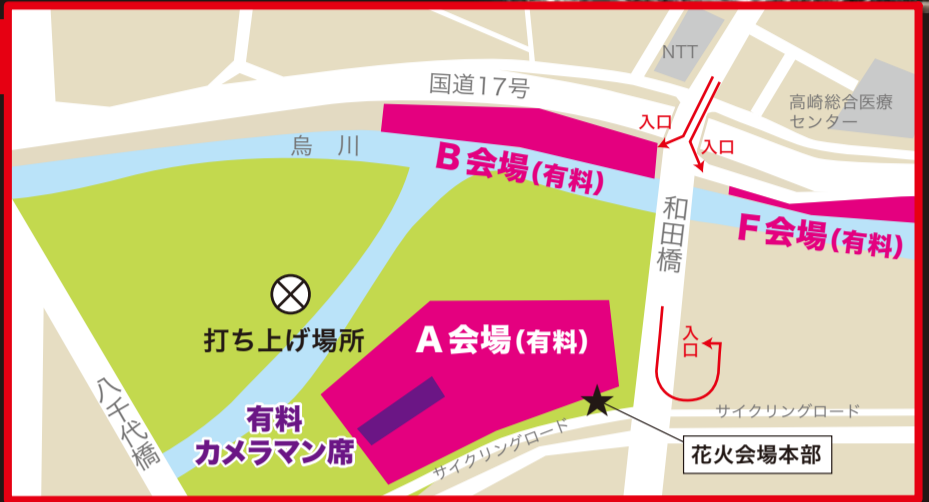 NTT
国道17号
高崎総合医療
センター
入口
入口
烏 川
B会場(有料)
和田橋
F会場(有料)
打ち上げ場所
A会場(有料)
入口
八千代橋
有料
カメラマン席
サイクリングロード
サイクリングロード
花火会場本部